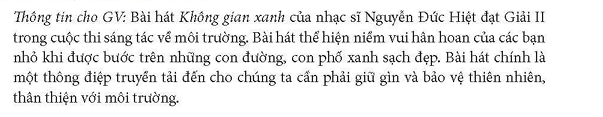 Thông tin cho GV: Bài hát Không gian xanh của nhạc sĩ Nguyễn Đức Hiệt đạt Giải II
trong cuộc thi sáng tác về môi trường. Bài hát thể hiện niềm vui hân hoan của các bạn
nhỏ khi được bước trên những con đường, con phố xanh sạch đẹp. Bài hát chính là
một thông điệp truyền tải đến cho chúng ta cần phải giữ gìn và bảo vệ thiên nhiên,
thân thiện với môi trường.